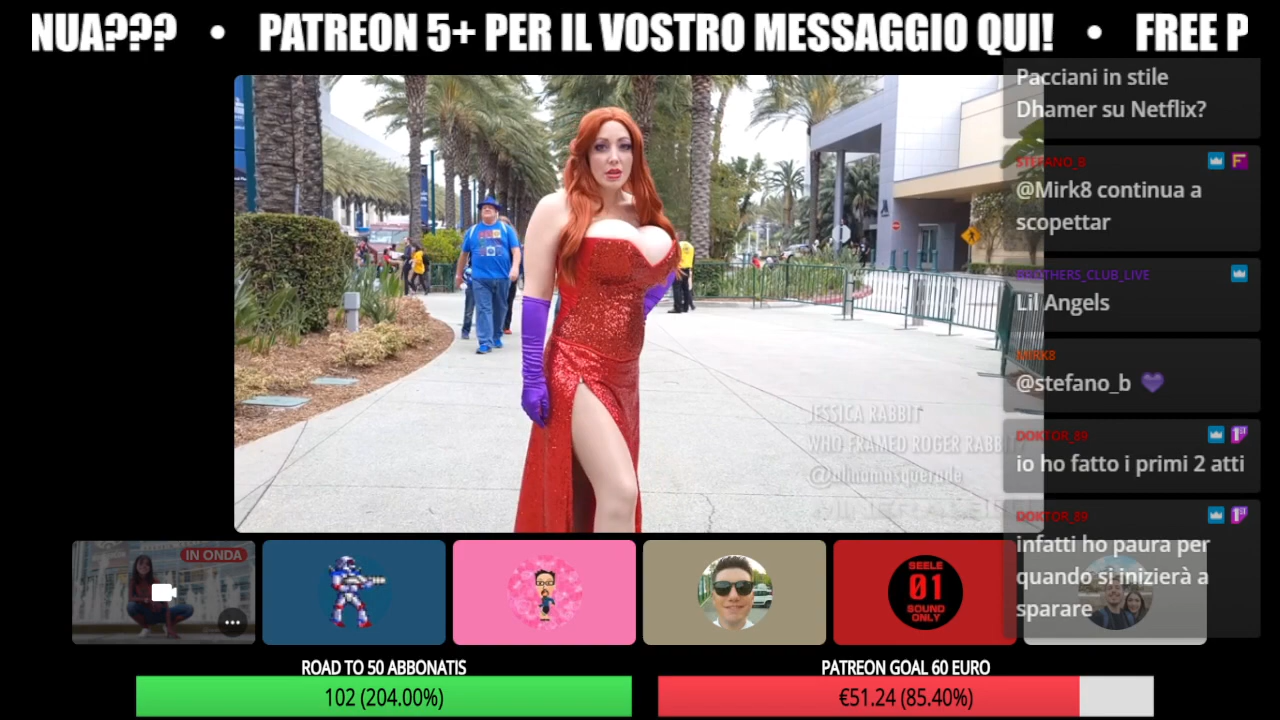 NUA??? • PATREON 5+ PER IL VOSTRO MESSAGGIO QUI! • FREE P
Pacciani in stile
Dhamer su Netflix?
STEFANO_B
@Mirk8 continua a
scopettar
BROTHERS_CLUB_LIVE
Lil Angels
MIRK8
@stefano_b
DOKTOR_89
io ho fatto i primi 2 atti
DOKTOR_89
infatti ho paura per
quando si inizierà a
sparare
JESSICA RABBIT
WHO FRAMED ROGER RABBIT
@alinamasquerade
IN ONDA
SEELE
01
SOUND
ONLY
ROAD TO 50 ABBONATIS
102 (204.00%)
PATREON GOAL 60 EURO
€51.24 (85.40%)